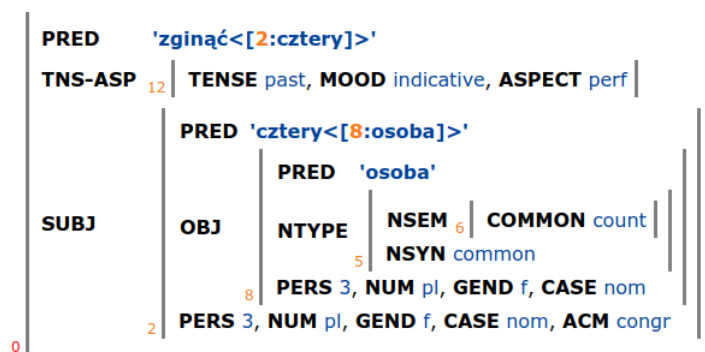 PRED 'zginąć<[2:cztery]>'
TNS-ASP 12 TENSE past, MOOD indicative, ASPECT perf
PRED 'cztery<[8:osoba]>'
PRED 'osoba'
SUBJ OBJ NTYPE 5 NSEM 6 COMMON count
NSYN common
8 PERS 3, NUM pl, GEND f, CASE nom
2 PERS 3, NUM pl, GEND f, CASE nom, ACM congr
0